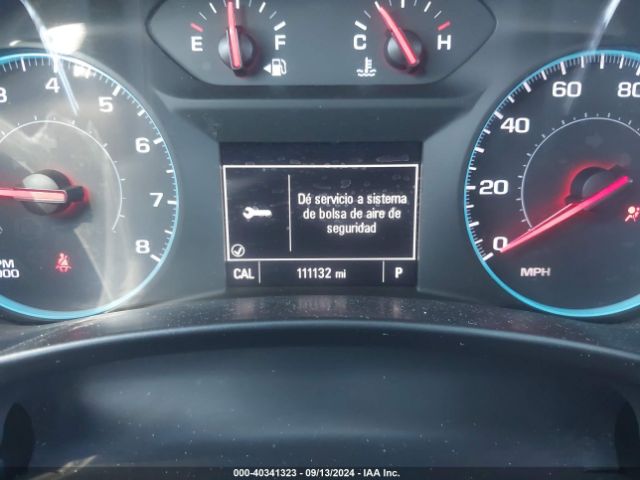 E F
C H
3 4 5 6 7 8
PM
000
Dé servicio a sistema
de bolsa de aire de
seguridad
CAL 111132 mi P
0 20 40 60 80
MPH
000-40341323 - 09/13/2024 - IAA Inc.